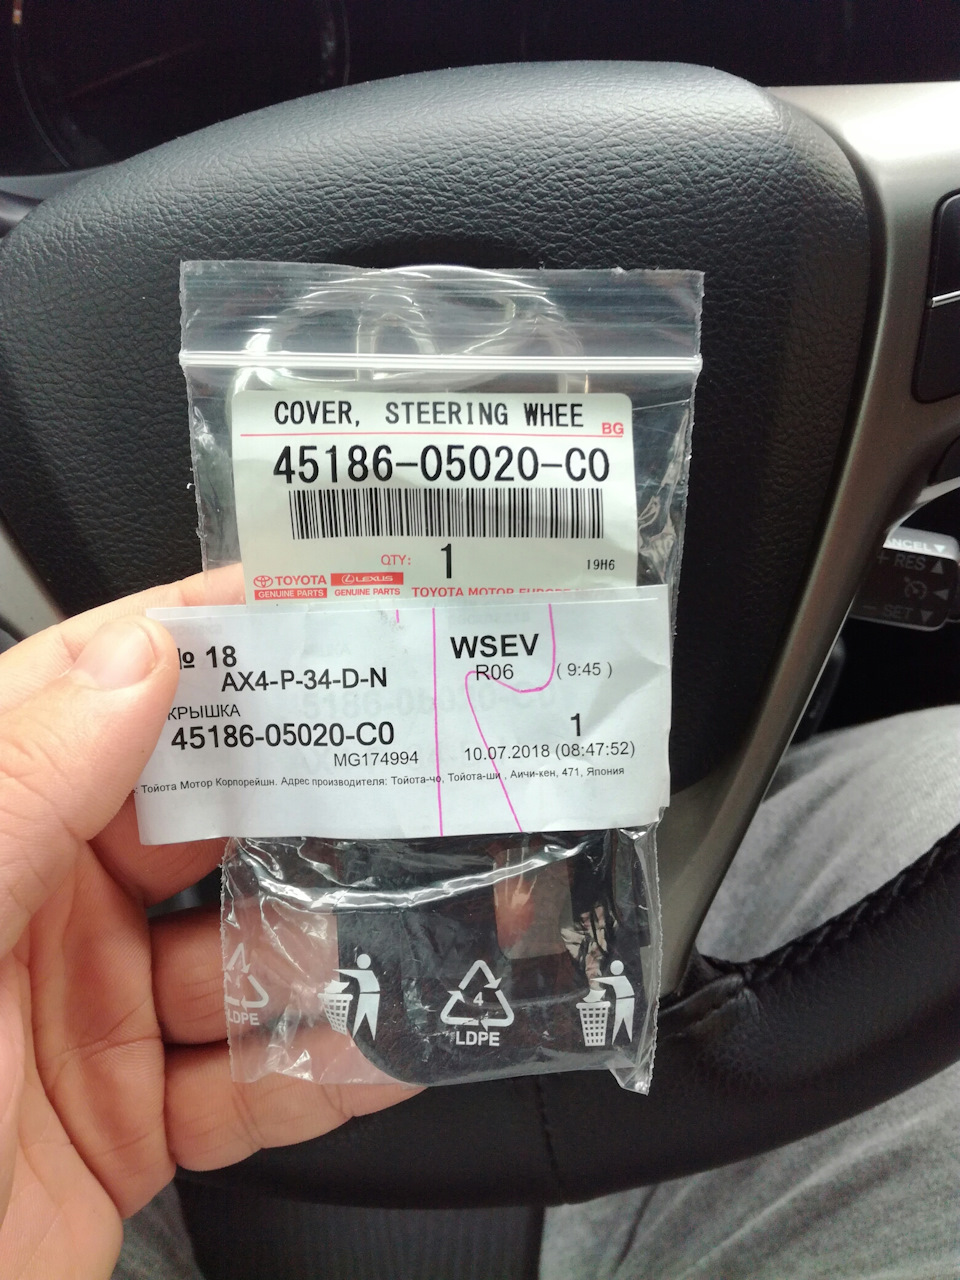 COVER, STEERING WHEE
BG
45186-05020-C0
QTY: 1
19H6
TOYOTA
GENUINE PARTS
LEXUS
GENUINE PARTS
TOYOTA MOTOR EUROPE
№ 18
AX4-P-34-D-N
WSEV
R06 (9:45)
КРЫШКА
45186-05020-C0
1
MG174994
10.07.2018 (08:47:52)
: Тойота Мотор Корпорейшн. Адрес производителя: Тойота-чо, Тойота-ши , Аичи-кен, 471, Япония
LDPE
4
LDPE
CANCEL ▼
+ RES ▲
− SET ▼